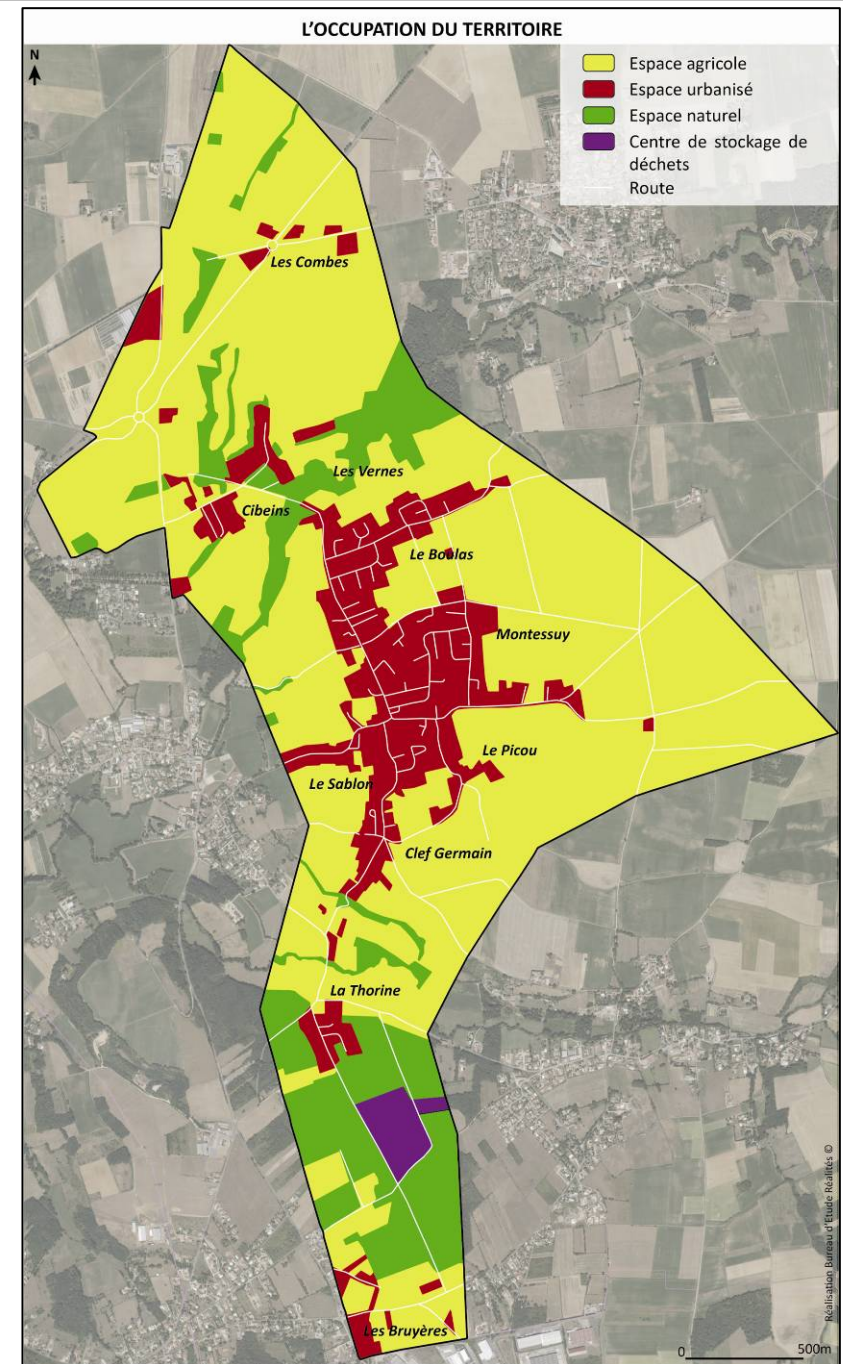 L'OCCUPATION DU TERRITOIRE
N
Espace agricole
Espace urbanisé
Espace naturel
Centre de stockage de
déchets
Route
Les Combes
Les Vernes
Cibeins
Le Boulas
Montessuy
Le Picou
Le Sablon
Clef Germain
La Thorine
Les Bruyères
Réalisation Bureau d'Etude Réalités ©
0 500m